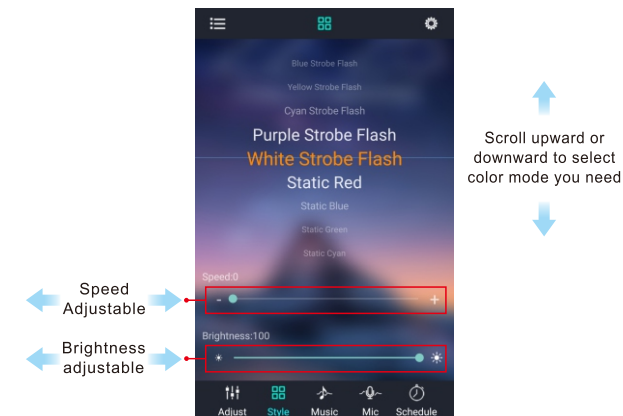 Blue Strobe Flash
Yellow Strobe Flash
Cyan Strobe Flash
Purple Strobe Flash
White Strobe Flash
Static Red
Static Blue
Static Green
Static Cyan
Scroll upward or
downward to select
color mode you need
Speed:0
- +
Speed
Adjustable
Brightness:100
Brightness
adjustable
Adjust Style Music Mic Schedule